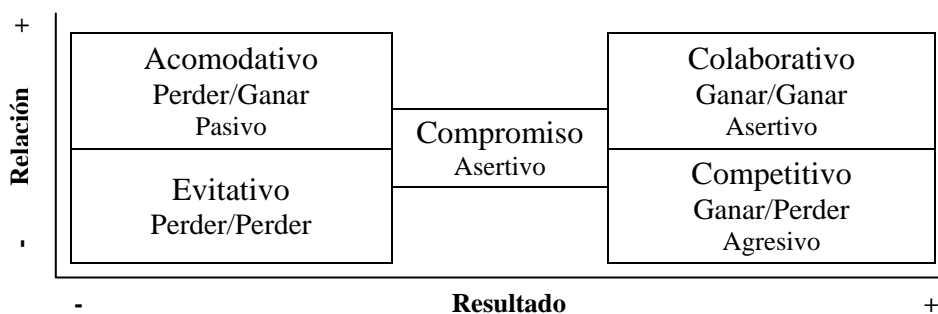 +
Relación
-
Acomodativo
Perder/Ganar
Pasivo
Evitativo
Perder/Perder
Compromiso
Asertivo
Colaborativo
Ganar/Ganar
Asertivo
Competitivo
Ganar/Perder
Agresivo
-
Resultado
+